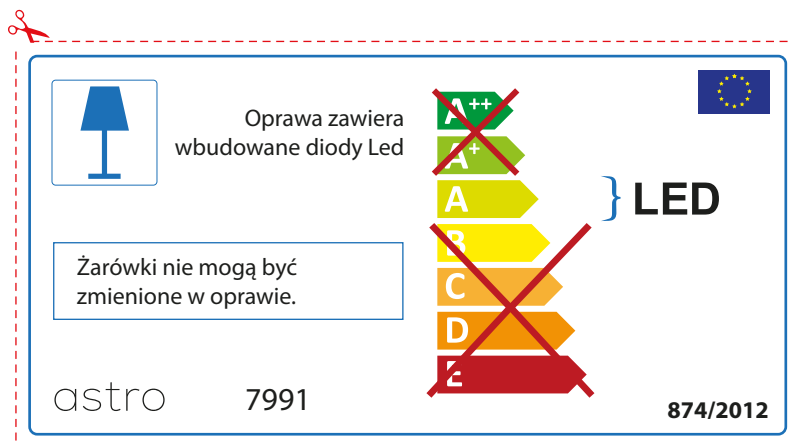 Oprawa zawiera
wbudowane diody Led
Żarówki nie mogą być
zmienione w oprawie.
A++
A+
A
B
C
D
E
LED
astro
7991
874/2012